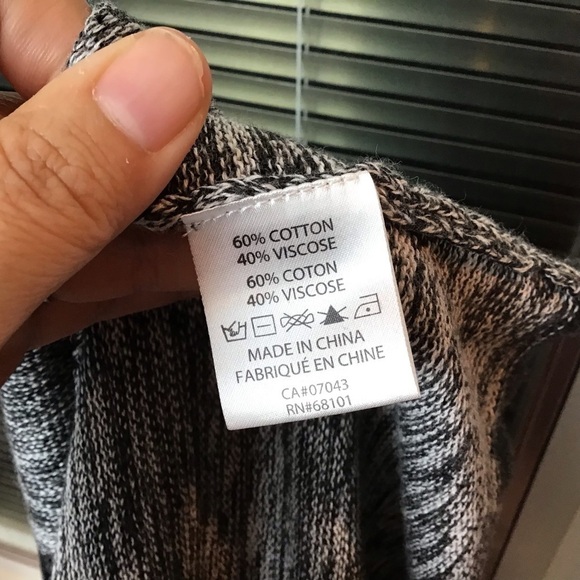 60% COTTON
40% VISCOSE
60% COTON
40% VISCOSE
MADE IN CHINA
FABRIQUÉ EN CHINE
CA#07043
RN#68101